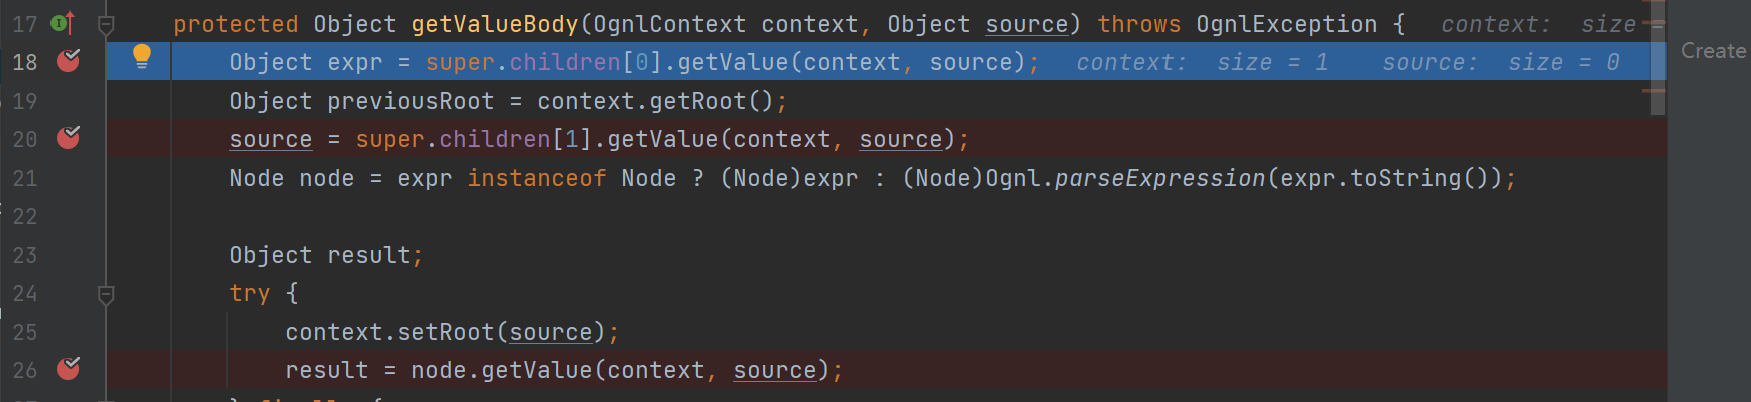 17 protected Object getValueBody(OgnlContext context, Object source) throws OgnlException { context: size
18 Object expr = super.children[0].getValue(context, source); context: size = 1 source: size = 0
Create
19 Object previousRoot = context.getRoot();
20 source = super.children[1].getValue(context, source);
21 Node node = expr instanceof Node ? (Node)expr : (Node)Ognl.parseExpression(expr.toString());
22
23 Object result;
24 try {
25 context.setRoot(source);
26 result = node.getValue(context, source);